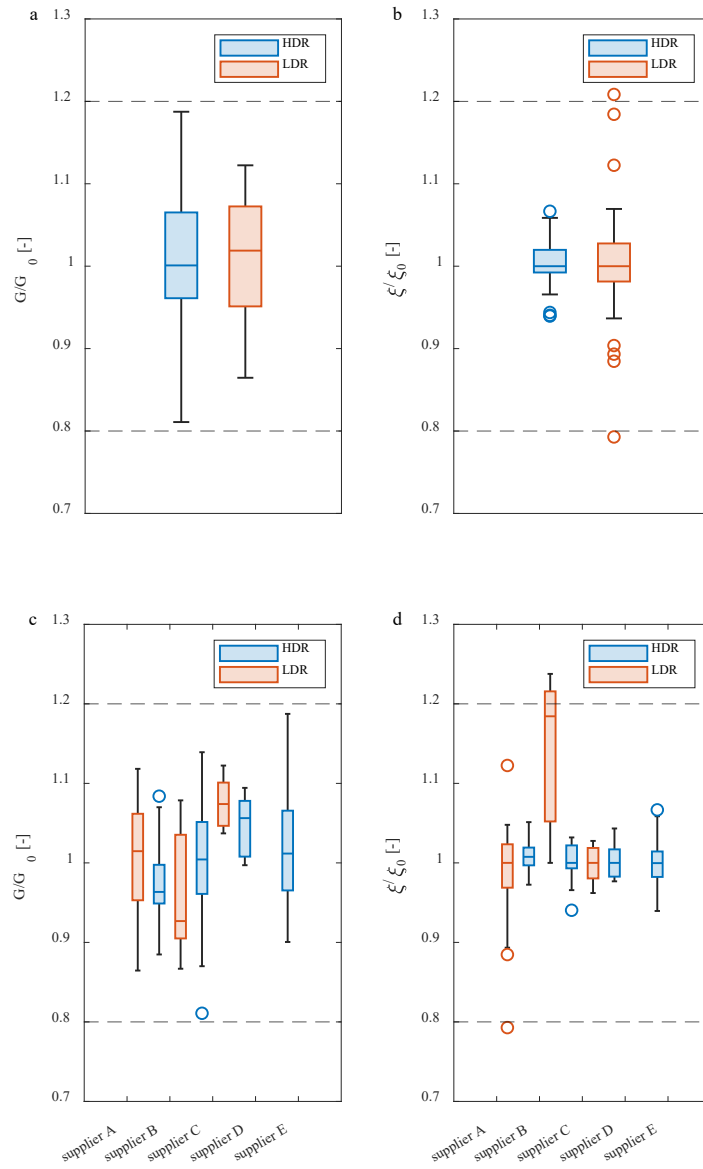 a
1.3
1.2
1.1
1
0.9
0.8
0.7
G/G 0 [-]
HDR
LDR
b
1.3
1.2
1.1
1
0.9
0.8
0.7
ξ/ξ0 [-]
HDR
LDR
c
1.3
1.2
1.1
1
0.9
0.8
0.7
G/G 0 [-]
HDR
LDR
supplier A
supplier B
supplier C
supplier D
supplier E
d
1.3
1.2
1.1
1
0.9
0.8
0.7
ξ/ξ0 [-]
HDR
LDR
supplier A
supplier B
supplier C
supplier D
supplier E